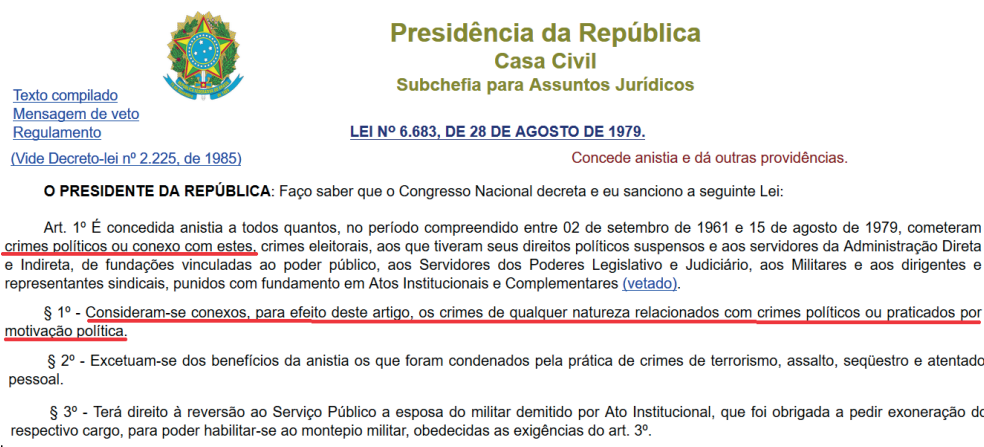 Presidência da República
Casa Civil
Subchefia para Assuntos Jurídicos
Texto compilado
Mensagem de veto
Regulamento
(Vide Decreto-lei nº 2.225, de 1985)
LEI Nº 6.683, DE 28 DE AGOSTO DE 1979.
Concede anistia e dá outras providências.
O PRESIDENTE DA REPÚBLICA: Faço saber que o Congresso Nacional decreta e eu sanciono a seguinte Lei:
Art. 1º É concedida anistia a todos quantos, no período compreendido entre 02 de setembro de 1961 e 15 de agosto de 1979, cometeram
crimes políticos ou conexo com estes, crimes eleitorais, aos que tiveram seus direitos políticos suspensos e aos servidores da Administração Direta
e Indireta, de fundações vinculadas ao poder público, aos Servidores dos Poderes Legislativo e Judiciário, aos Militares e aos dirigentes e
representantes sindicais, punidos com fundamento em Atos Institucionais e Complementares (vetado).
§ 1º - Consideram-se conexos, para efeito deste artigo, os crimes de qualquer natureza relacionados com crimes políticos ou praticados por
motivação política.
§ 2º - Excetuam-se dos benefícios da anistia os que foram condenados pela prática de crimes de terrorismo, assalto, seqüestro e atentado
pessoal.
§ 3º - Terá direito à reversão ao Serviço Público a esposa do militar demitido por Ato Institucional, que foi obrigada a pedir exoneração do
respectivo cargo, para poder habilitar-se ao montepio militar, obedecidas as exigências do art. 3º.